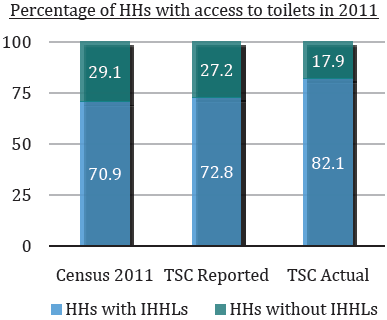 Percentage of HHs with access to toilets in 2011
100
29.1 27.2 17.9
75
50
70.9 72.8 82.1
25
0
Census 2011 TSC Reported TSC Actual
HHs with IHHLs HHs without IHHLs